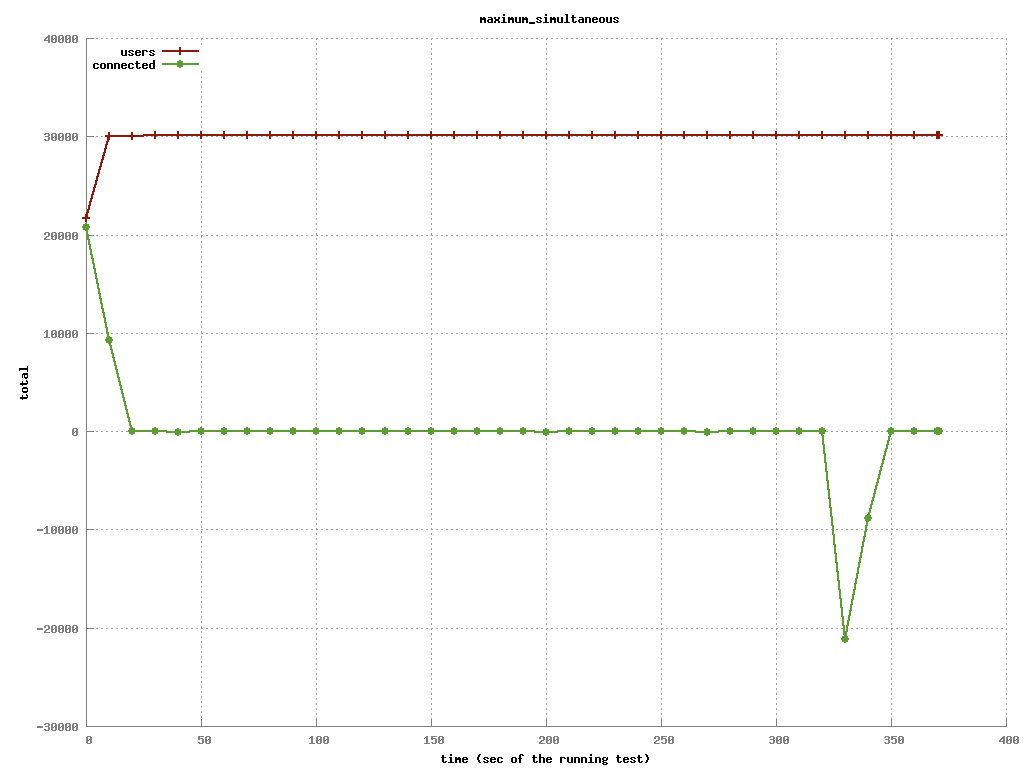 maximum_simultaneous
40000
users
connected
30000
20000
10000
total
0
-10000
-20000
-30000
0 50 100 150 200 250 300 350 400
time (sec of the running test)